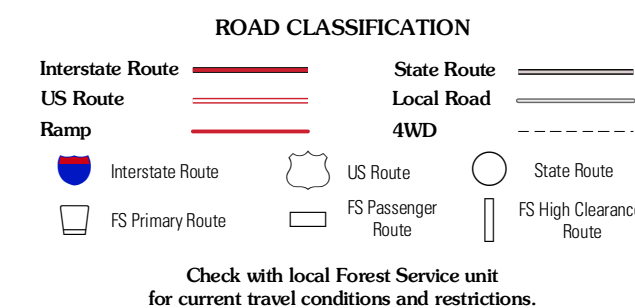 ROAD CLASSIFICATION
Interstate Route
State Route
US Route
Local Road
Ramp
4WD
Interstate Route
US Route
State Route
FS Primary Route
FS Passenger
Route
FS High Clearance
Route
Check with local Forest Service unit
for current travel conditions and restrictions.